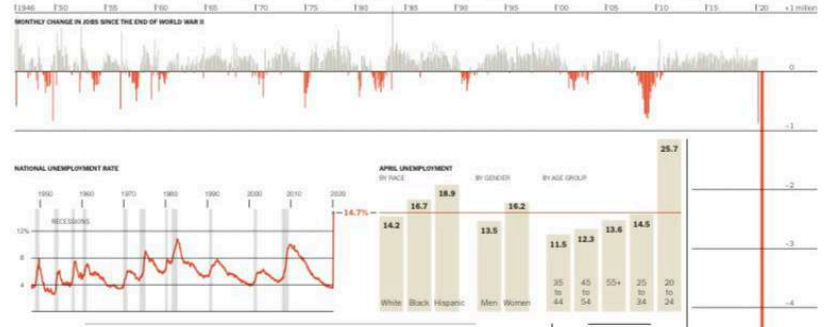 1946 '50 '55 '60 '65 '70 '75 '80 '85 '90 '95 '00 '05 '10 '15 '20 +1 million
MONTHLY CHANGE IN JOBS SINCE THE END OF WORLD WAR II
0
-1
-2
-3
-4
NATIONAL UNEMPLOYMENT RATE
1950 1960 1970 1980 1990 2000 2010 2020
RECESSIONS
12%
8
4
14.7%
APRIL UNEMPLOYMENT
BY RACE BY GENDER BY AGE GROUP
14.2 16.7 18.9 13.5 16.2 11.5 12.3 13.6 14.5 25.7
White Black Hispanic Men Women 35 to 44 45 to 54 55+ 25 to 34 20 to 24